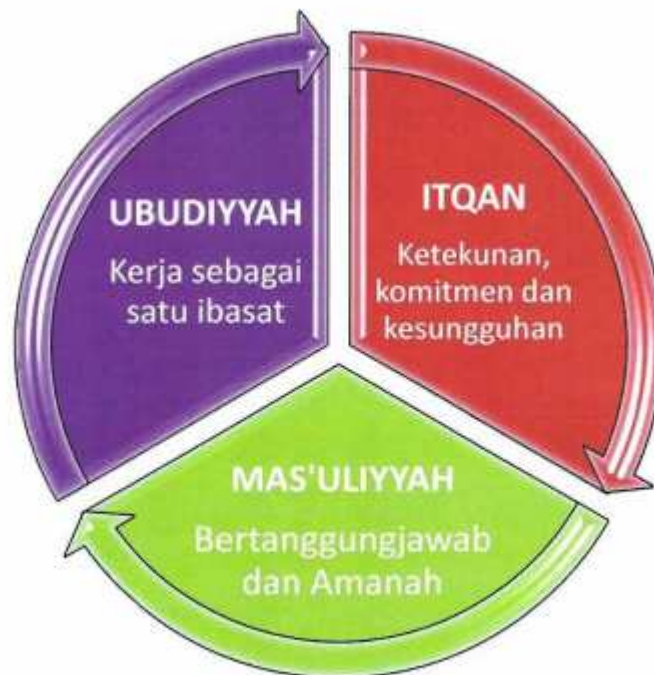 UBUDIYYAH
Kerja sebagai
satu ibasat
ITQAN
Ketekunan,
komitmen dan
kesungguhan
MAS'ULIYYAH
Bertanggungjawab
dan Amanah